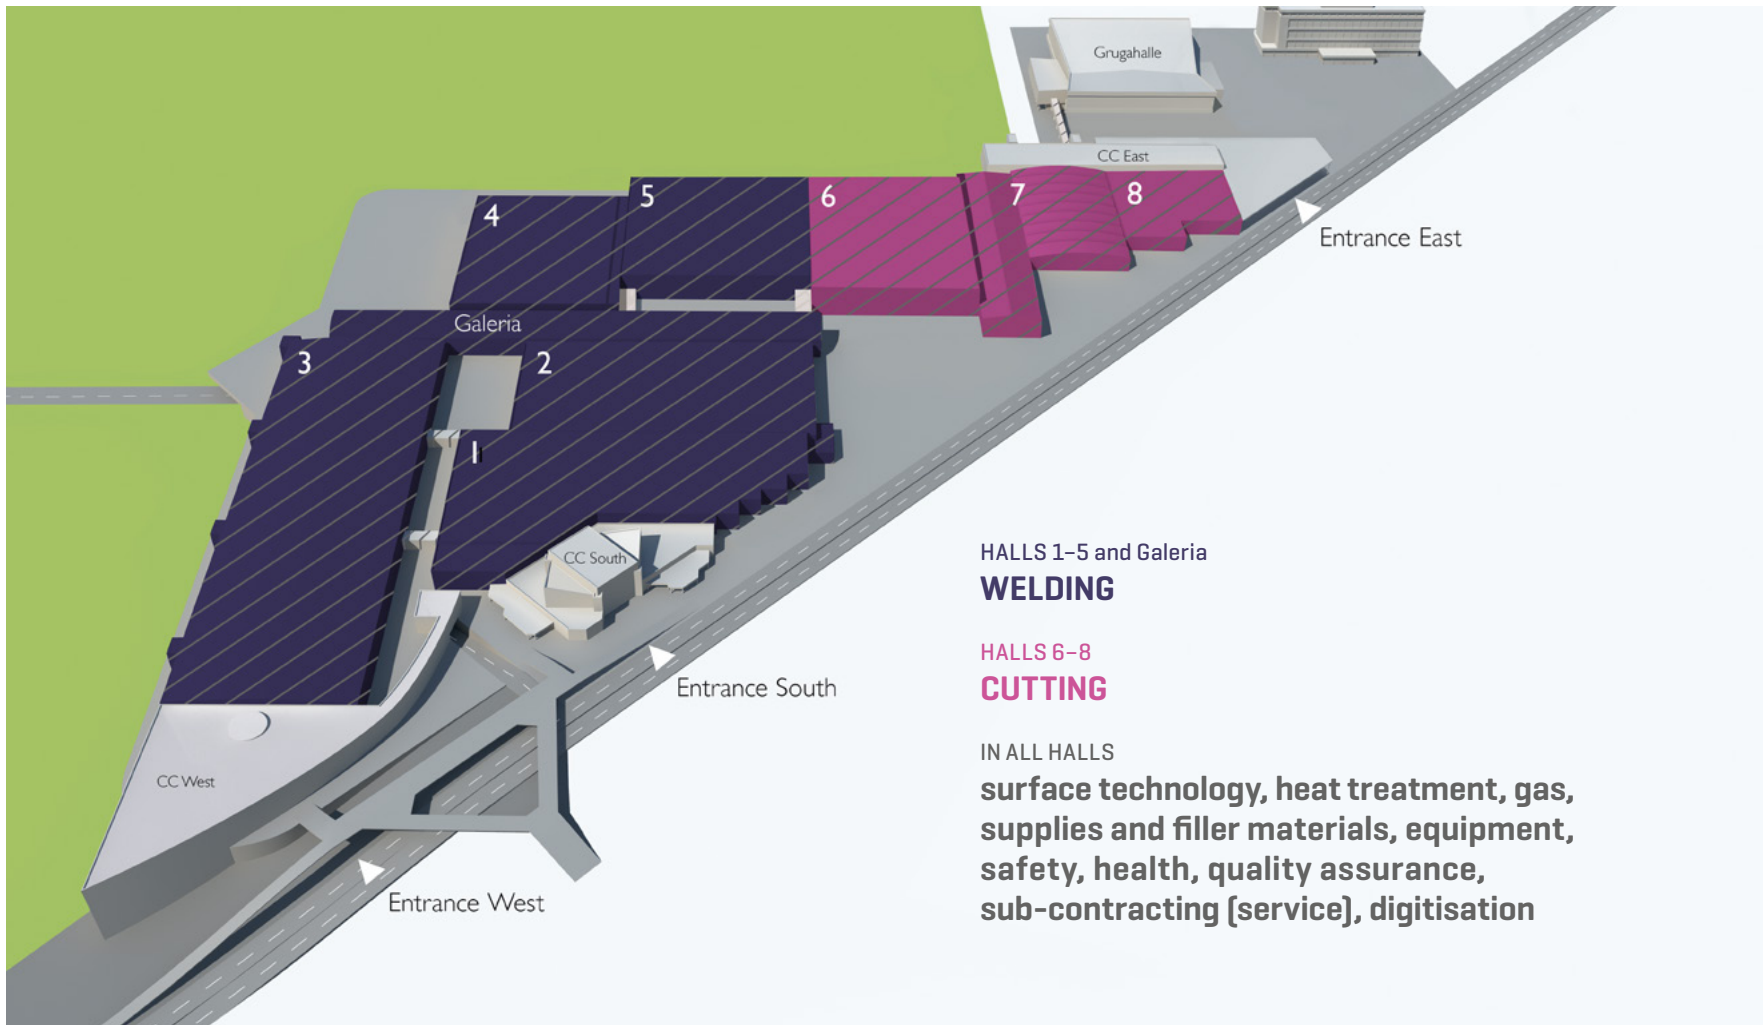 Grugahalle
CC East
5
6
7
8
4
Entrance East
Galeria
3
2
1
HALLS 1–5 and Galeria
WELDING
CC South
HALLS 6–8
CUTTING
Entrance South
IN ALL HALLS
surface technology, heat treatment, gas,
supplies and filler materials, equipment,
safety, health, quality assurance,
sub-contracting (service), digitisation
CC West
Entrance West